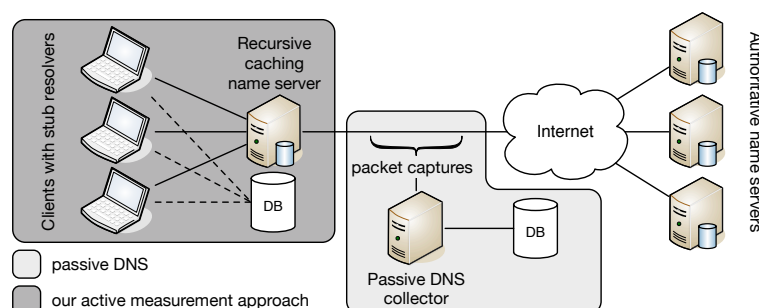 Clients with stub resolvers
Recursive
caching
name server
DB
packet captures
Passive DNS
collector
DB
Internet
Authoritative name servers
passive DNS
our active measurement approach